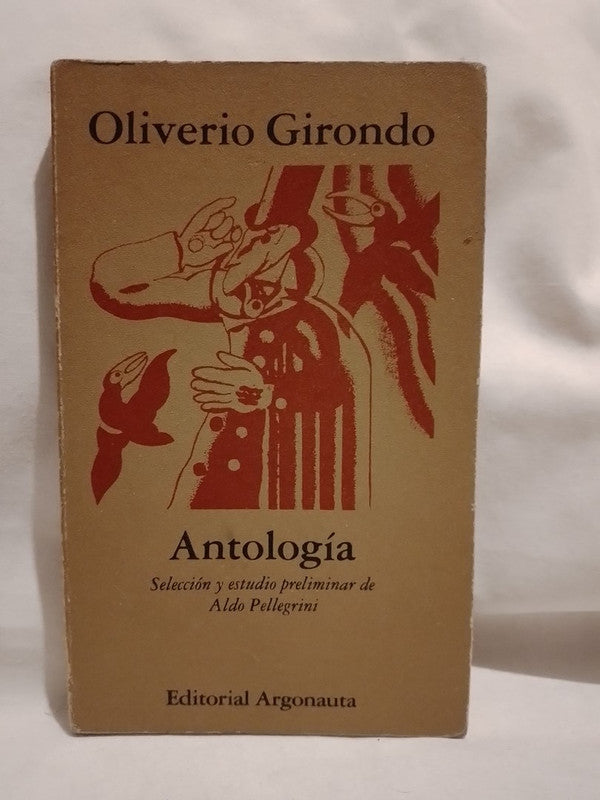 Oliverio Girondo
Antología
Selección y estudio preliminar de
Aldo Pellegrini
Editorial Argonauta